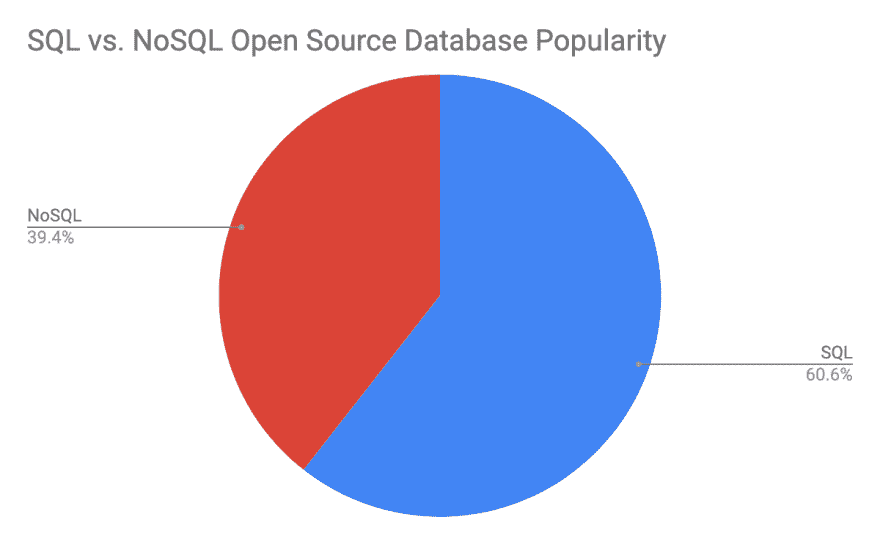 SQL vs. NoSQL Open Source Database Popularity
NoSQL
39.4%
SQL
60.6%